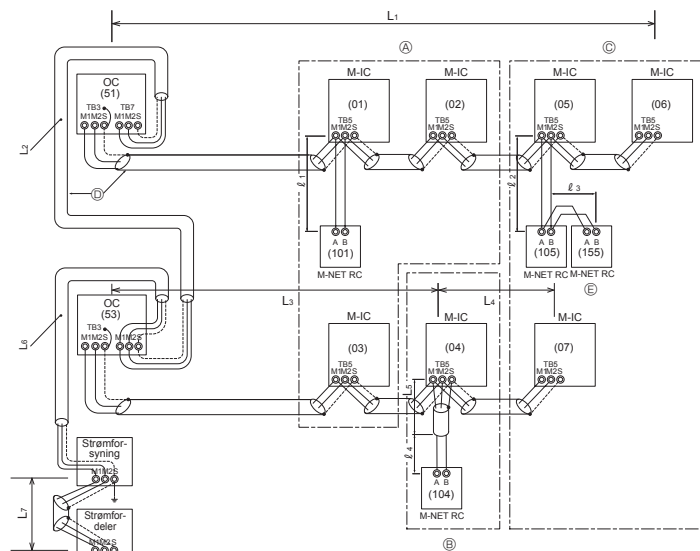 L1
A
C
OC
(51)
TB3 TB7
M1M2S M1M2S
M-IC
(01)
TB5
M1M2S
M-IC
(02)
TB5
M1M2S
M-IC
(05)
TB5
M1M2S
M-IC
(06)
TB5
M1M2S
L2
D
ℓ1
ℓ2
ℓ3
A B
(101)
M-NET RC
A B
(105)
M-NET RC
A B
(155)
M-NET RC
E
L3
L4
OC
(53)
TB3
M1M2S M1M2S
L6
M-IC
(03)
TB5
M1M2S
M-IC
(04)
TB5
M1M2S
M-IC
(07)
TB5
M1M2S
L5
ℓ4
A B
(104)
M-NET RC
B
Strømfor-
syning
M1M2S
L7
Strømfor-
deler
M1M2S